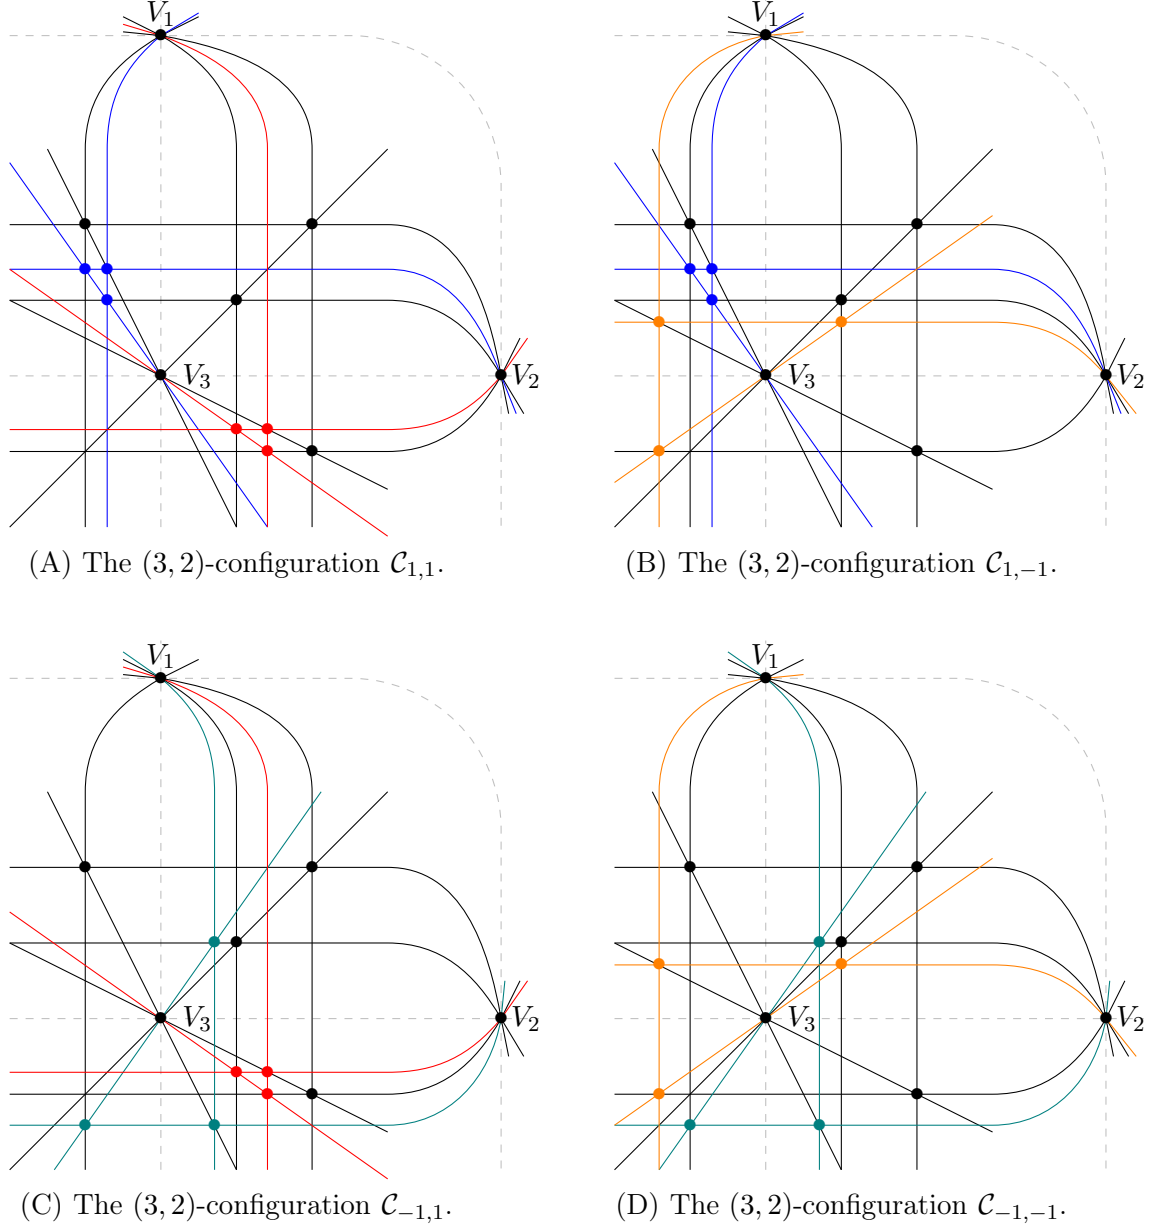 V₁
V₃
V₂
(A) The (3, 2)-configuration 𝒞₁,₁.
V₁
V₃
V₂
(B) The (3, 2)-configuration 𝒞₁,₋₁.
V₁
V₃
V₂
(C) The (3, 2)-configuration 𝒞₋₁,₁.
V₁
V₃
V₂
(D) The (3, 2)-configuration 𝒞₋₁,₋₁.